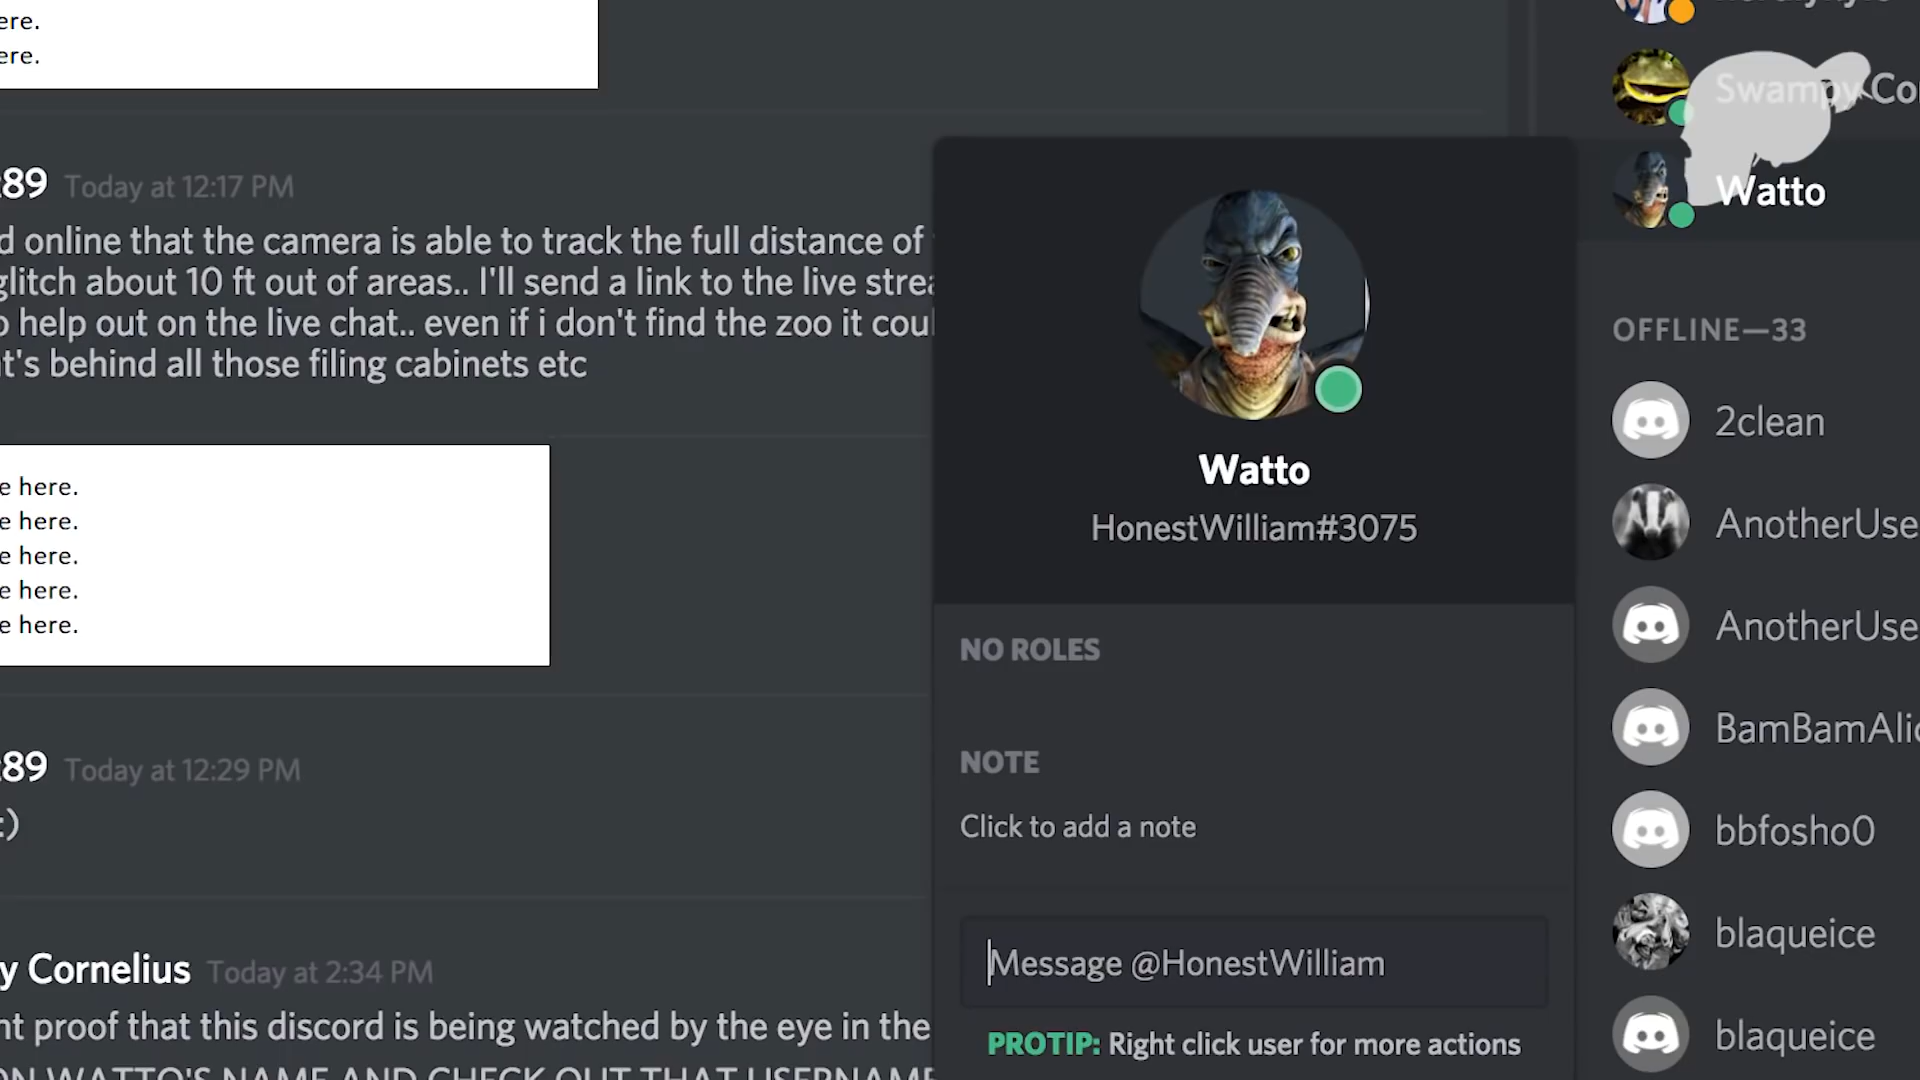 ere.
ere.
:89 Today at 12:17 PM
d online that the camera is able to track the full distance of
glitch about 10 ft out of areas.. I'll send a link to the live strea
o help out on the live chat.. even if i don't find the zoo it coul
t's behind all those filing cabinets etc
e here.
e here.
e here.
e here.
e here.
:89 Today at 12:29 PM
:)
y Cornelius Today at 2:34 PM
nt proof that this discord is being watched by the eye in the
ON WATTO'S NAME AND CHECK OUT THAT USERNAME
Watto
HonestWilliam#3075
NO ROLES
NOTE
Click to add a note
Message @HonestWilliam
PROTIP: Right click user for more actions
Swampy Cor
Watto
OFFLINE—33
2clean
AnotherUse
AnotherUse
BamBamAlic
bbfosho0
blaqueice
blaqueice